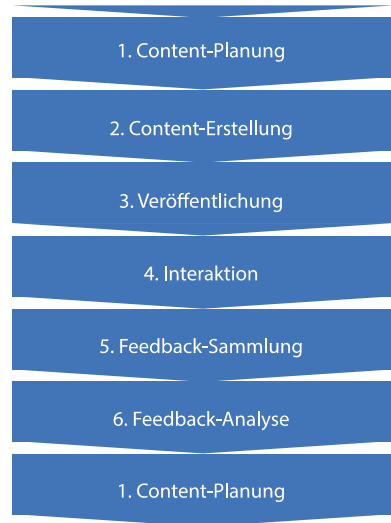 1. Content-Planung
2. Content-Erstellung
3. Veröffentlichung
4. Interaktion
5. Feedback-Sammlung
6. Feedback-Analyse
1. Content-Planung